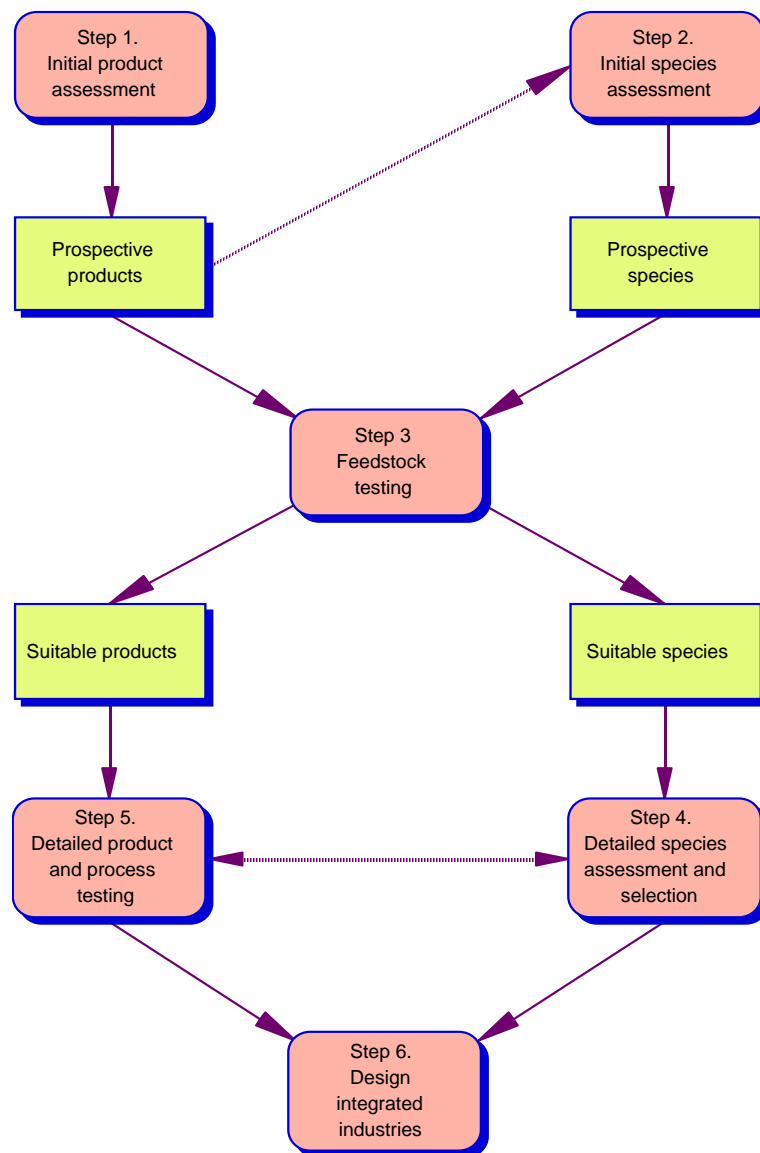 Step 1.
Initial product
assessment
Step 2.
Initial species
assessment
Prospective
products
Prospective
species
Step 3
Feedstock
testing
Suitable products
Suitable species
Step 5.
Detailed product
and process
testing
Step 4.
Detailed species
assessment and
selection
Step 6.
Design
integrated
industries